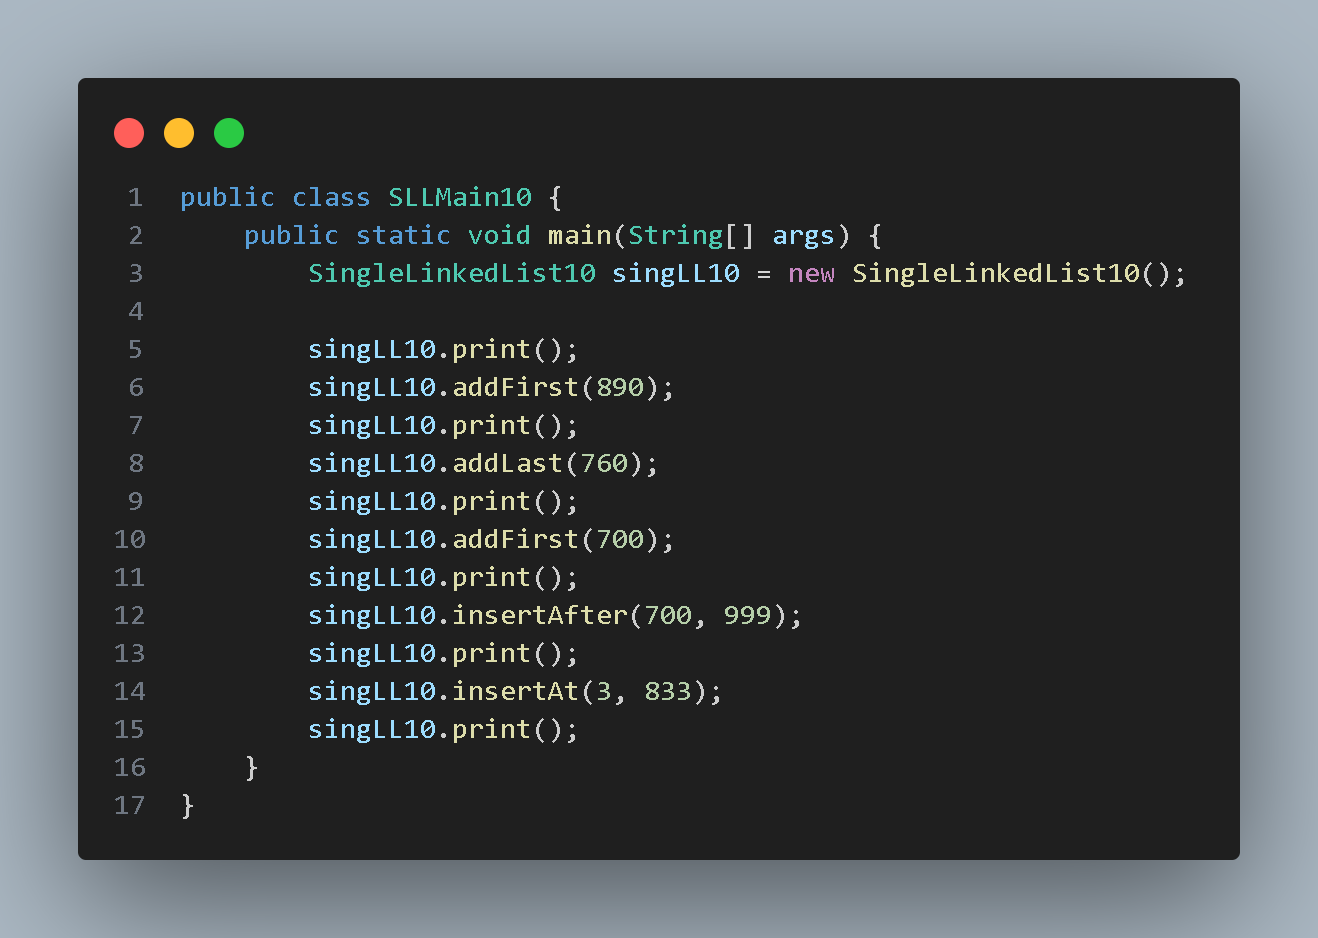 1 public class SLLMain10 {
2     public static void main(String[] args) {
3         SingleLinkedList10 singLL10 = new SingleLinkedList10();
4
5         singLL10.print();
6         singLL10.addFirst(890);
7         singLL10.print();
8         singLL10.addLast(760);
9         singLL10.print();
10         singLL10.addFirst(700);
11         singLL10.print();
12         singLL10.insertAfter(700, 999);
13         singLL10.print();
14         singLL10.insertAt(3, 833);
15         singLL10.print();
16     }
17 }